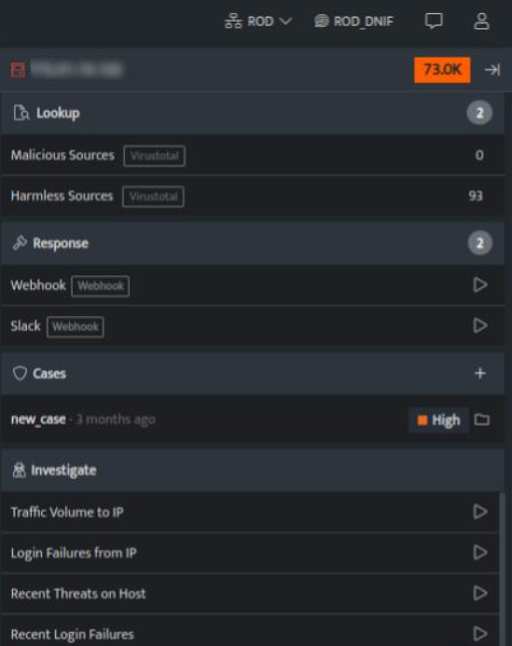 ROD ROD_DNIF
73.0K
Lookup 2
Malicious Sources Virustotal 0
Harmless Sources Virustotal 93
Response 2
Webhook Webhook
Slack Webhook
Cases +
new_case - 3 months ago High
Investigate
Traffic Volume to IP
Login Failures from IP
Recent Threats on Host
Recent Login Failures